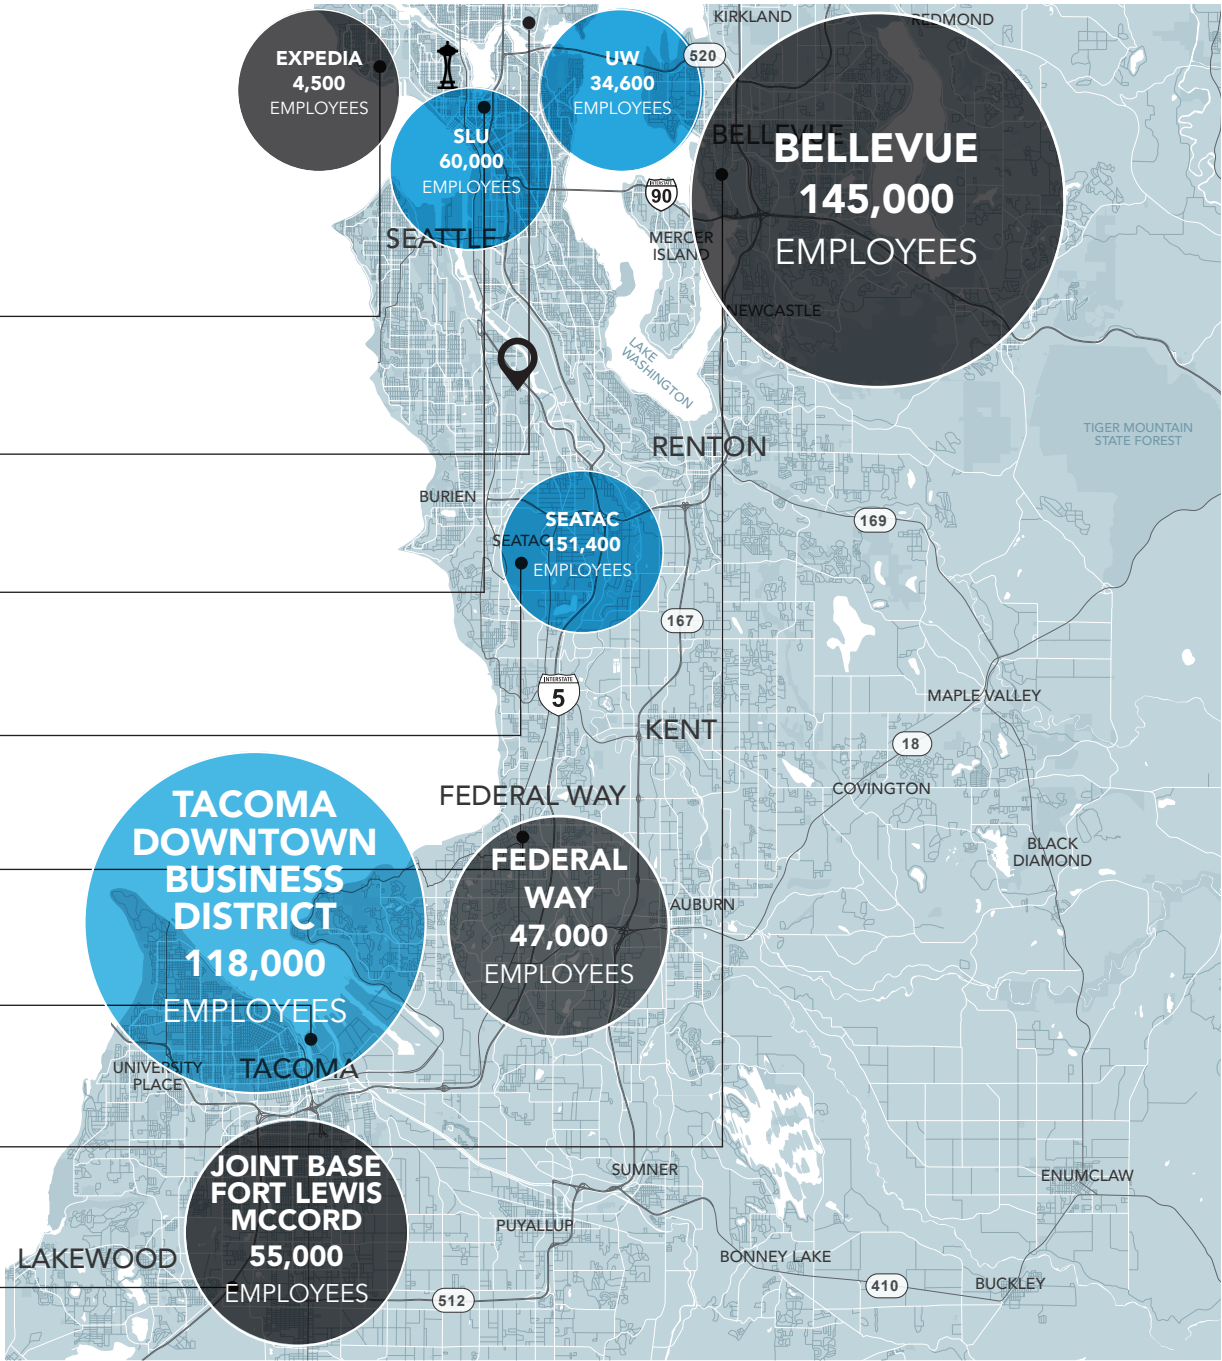 KIRKLAND
REDMOND
EXPEDIA
4,500
EMPLOYEES
UW
34,600
EMPLOYEES
520
SLU
60,000
EMPLOYEES
BELLEVUE
BELLEVUE
145,000
EMPLOYEES
INTERSTATE
90
SEATTLE
MERCER
ISLAND
NEWCASTLE
LAKE
WASHINGTON
TIGER MOUNTAIN
STATE FOREST
RENTON
BURIEN
169
SEATAC
SEATAC
151,400
EMPLOYEES
167
INTERSTATE
5
MAPLE VALLEY
KENT
18
COVINGTON
FEDERAL WAY
TACOMA
DOWNTOWN
BUSINESS
DISTRICT
118,000
EMPLOYEES
FEDERAL
WAY
47,000
EMPLOYEES
BLACK
DIAMOND
AUBURN
UNIVERSITY
PLACE
TACOMA
JOINT BASE
FORT LEWIS
MCCORD
55,000
EMPLOYEES
SUMNER
ENUMCLAW
PUYALLUP
LAKEWOOD
BONNEY LAKE
410
BUCKLEY
512